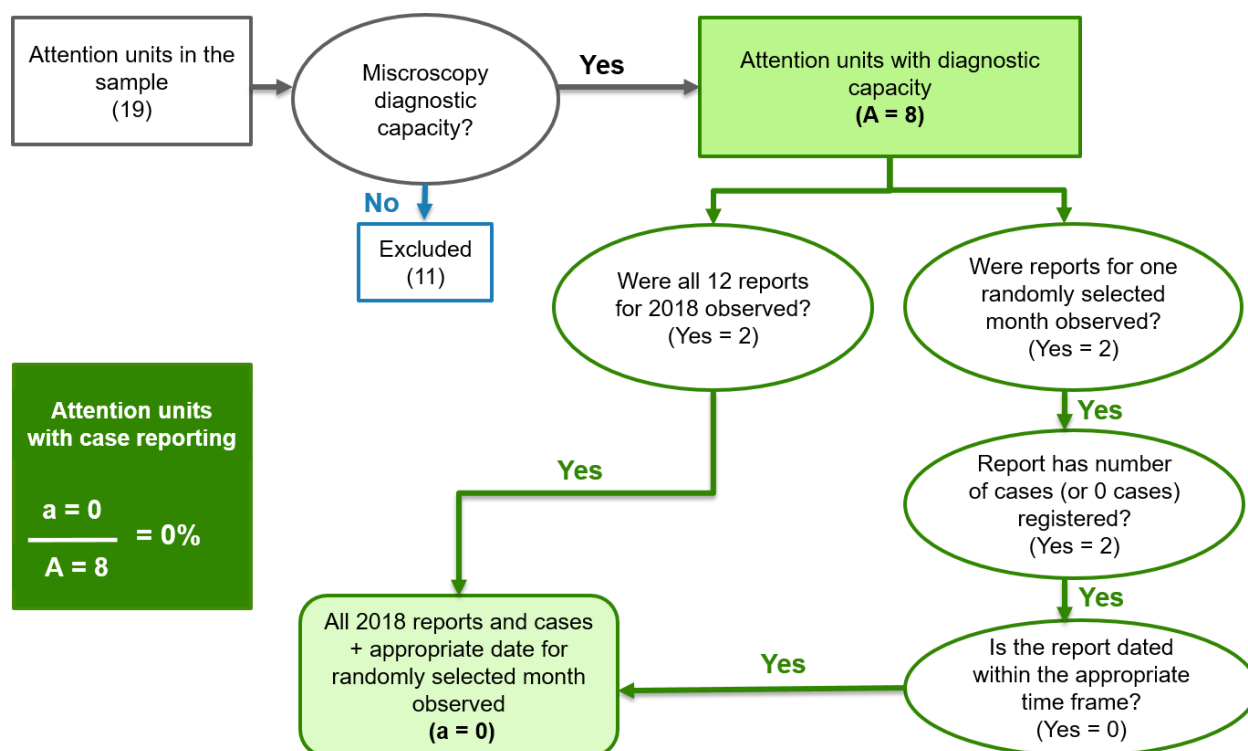 Attention units in the
sample
(19)
Miscroscopy
diagnostic
capacity?
Yes
Attention units with diagnostic
capacity
(A = 8)
No
Excluded
(11)
Were all 12 reports
for 2018 observed?
(Yes = 2)
Were reports for one
randomly selected
month observed?
(Yes = 2)
Attention units
with case reporting
a = 0
A = 8
= 0%
Yes
Yes
Report has number
of cases (or 0 cases)
registered?
(Yes = 2)
Yes
All 2018 reports and cases
+ appropriate date for
randomly selected month
observed
(a = 0)
Yes
Is the report dated
within the appropriate
time frame?
(Yes = 0)